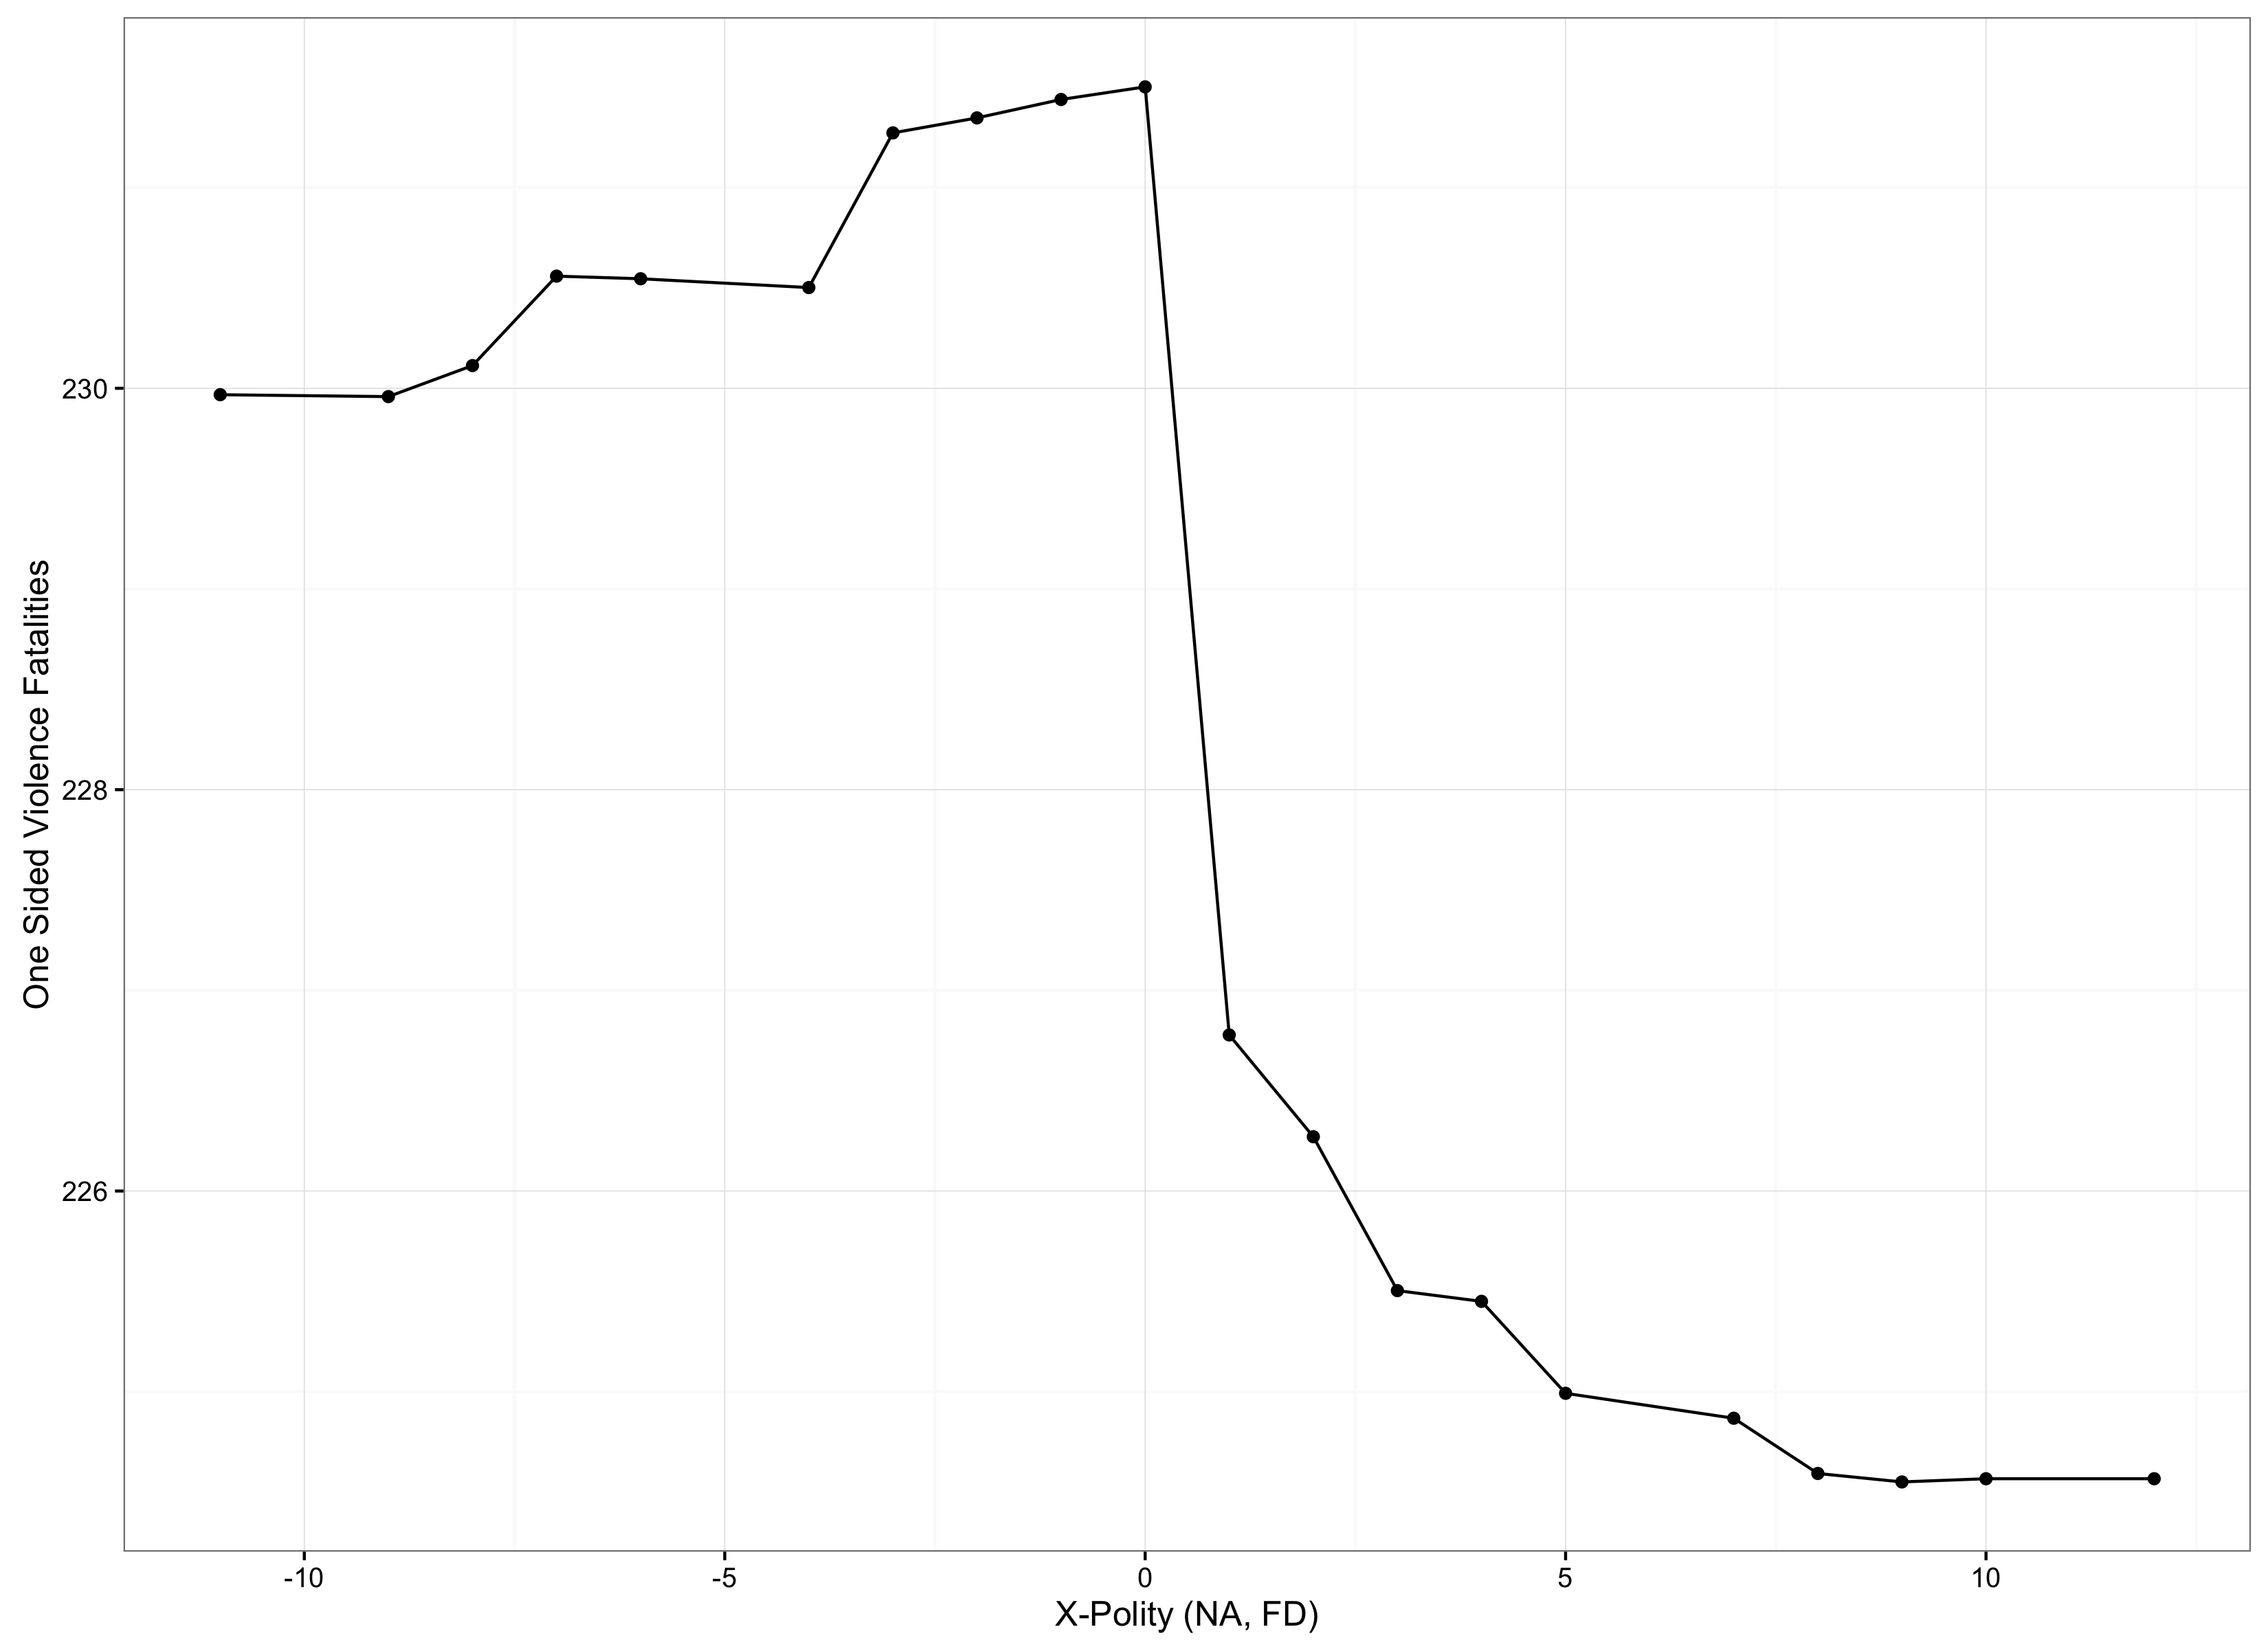 One Sided Violence Fatalities
230
228
226
-10 -5 0 5 10
X-Polity (NA, FD)